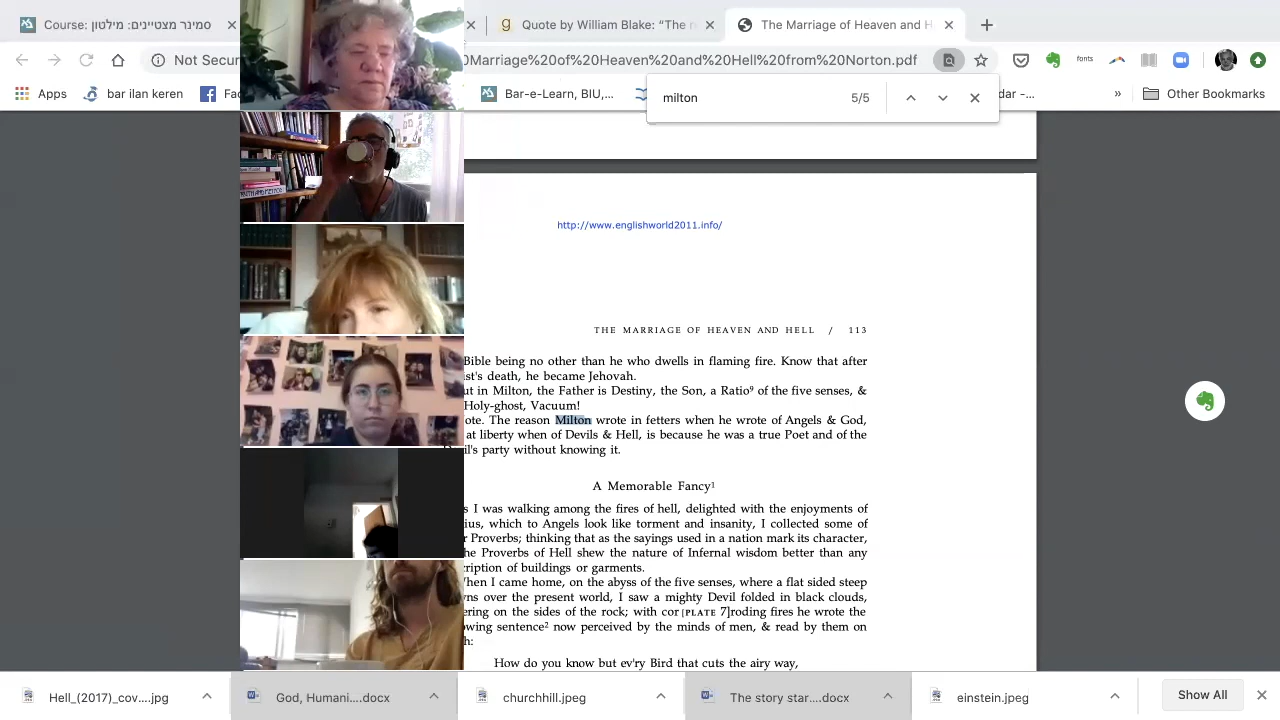 Course: סמינר מצטיינים: מילטון
Quote by William Blake: “The r
The Marriage of Heaven and H
Not Secur
Marriage%20of%20Heaven%20and%20Hell%20from%20Norton.pdf
fonts
Apps
bar ilan keren
Fac
Bar-e-Learn, BIU,...
dar -...
»
Other Bookmarks
milton
5/5
http://www.englishworld2011.info/
THE MARRIAGE OF HEAVEN AND HELL / 113
Bible being no other than he who dwells in flaming fire. Know that after
ist's death, he became Jehovah.
ut in Milton, the Father is Destiny, the Son, a Ratio⁹ of the five senses, &
Holy-ghost, Vacuum!
ote. The reason Milton wrote in fetters when he wrote of Angels & God,
at liberty when of Devils & Hell, is because he was a true Poet and of the
il's party without knowing it.
A Memorable Fancy¹
s I was walking among the fires of hell, delighted with the enjoyments of
ius, which to Angels look like torment and insanity, I collected some of
r Proverbs; thinking that as the sayings used in a nation mark its character,
he Proverbs of Hell shew the nature of Infernal wisdom better than any
cription of buildings or garments.
hen I came home, on the abyss of the five senses, where a flat sided steep
wns over the present world, I saw a mighty Devil folded in black clouds,
ering on the sides of the rock; with cor[PLATE 7]roding fires he wrote the
owing sentence² now perceived by the minds of men, & read by them on
h:
How do you know but ev'ry Bird that cuts the airy way,
Hell_(2017)_cov....jpg
God, Humani....docx
churchhill.jpeg
The story star....docx
einstein.jpeg
Show All